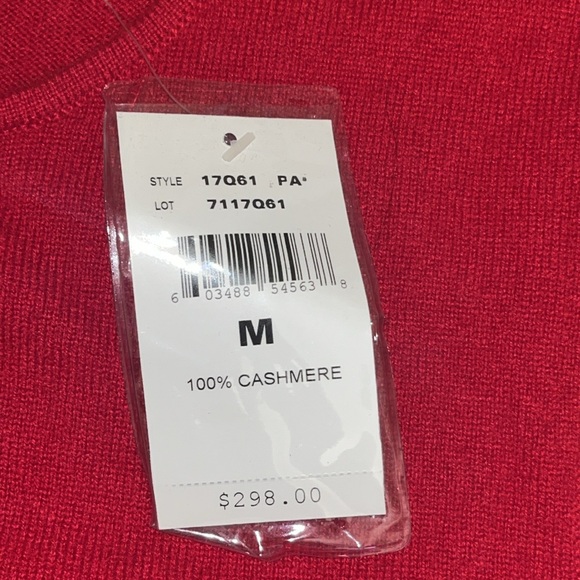 STYLE 17Q61 PA*
LOT 7117Q61
6 03488 54563 8
M
100% CASHMERE
$298.00